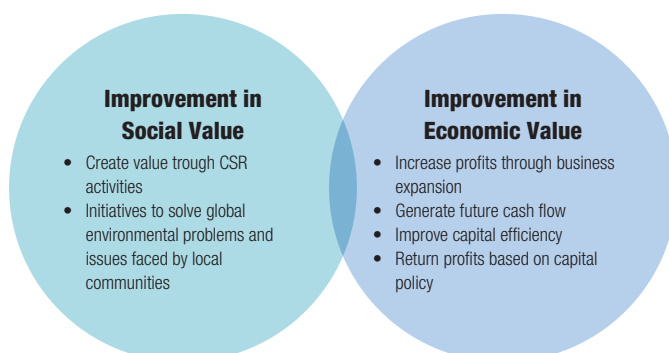 Improvement in
Social Value
• Create value trough CSR
activities
• Initiatives to solve global
environmental problems and
issues faced by local
communities
Improvement in
Economic Value
• Increase profits through business
expansion
• Generate future cash flow
• Improve capital efficiency
• Return profits based on capital
policy